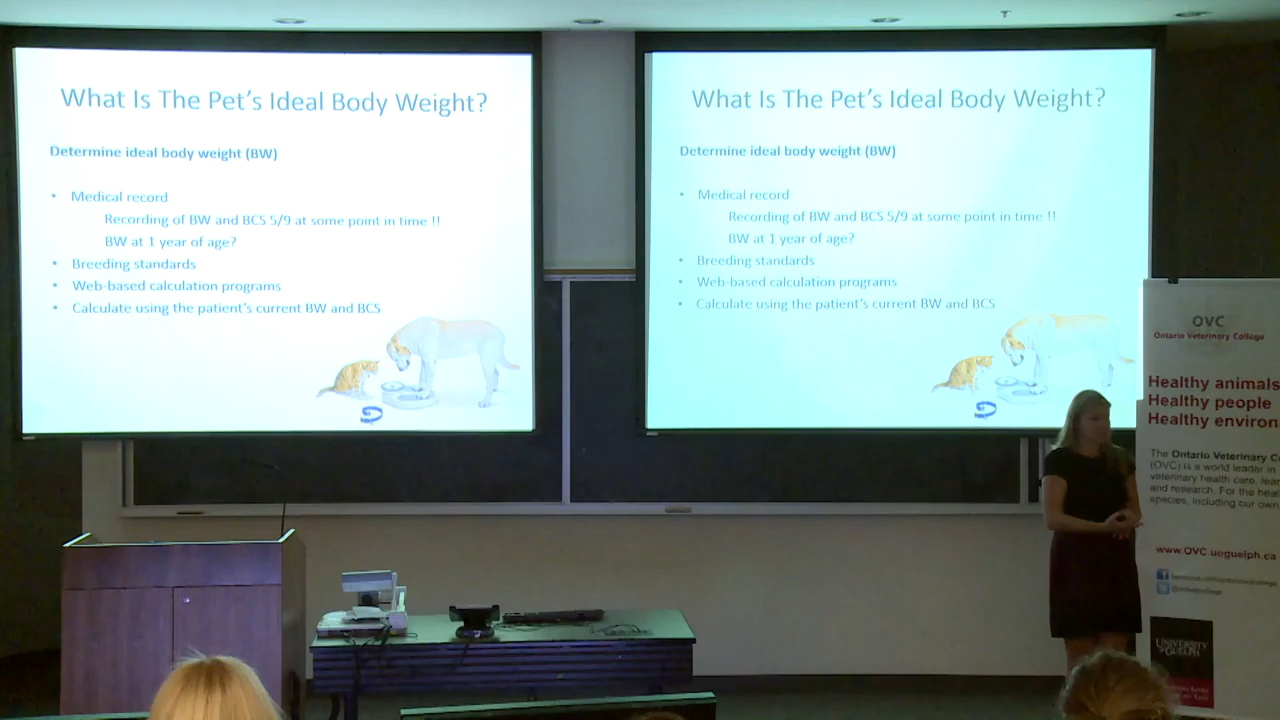 What Is The Pet's Ideal Body Weight?
Determine ideal body weight (BW)
• Medical record
Recording of BW and BCS 5/9 at some point in time !!
BW at 1 year of age?
• Breeding standards
• Web-based calculation programs
• Calculate using the patient's current BW and BCS
What Is The Pet's Ideal Body Weight?
Determine ideal body weight (BW)
• Medical record
Recording of BW and BCS 5/9 at some point in time !!
BW at 1 year of age?
• Breeding standards
• Web-based calculation programs
• Calculate using the patient's current BW and BCS
OVC
Ontario Veterinary College
Healthy animals
Healthy people
Healthy environ
The Ontario Veterinary C
(OVC) is a world leader in
veterinary health care, lear
and research. For the heal
species, including our own
www.OVC.uoguelph.ca
UNIVERSITY
OF GUELPH